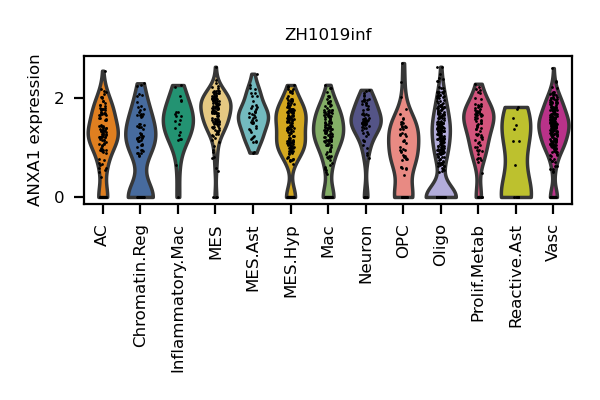 ZH1019inf
ANXA1 expression
2
0
AC
Chromatin.Reg
Inflammatory.Mac
MES
MES.Ast
MES.Hyp
Mac
Neuron
OPC
Oligo
Prolif.Metab
Reactive.Ast
Vasc